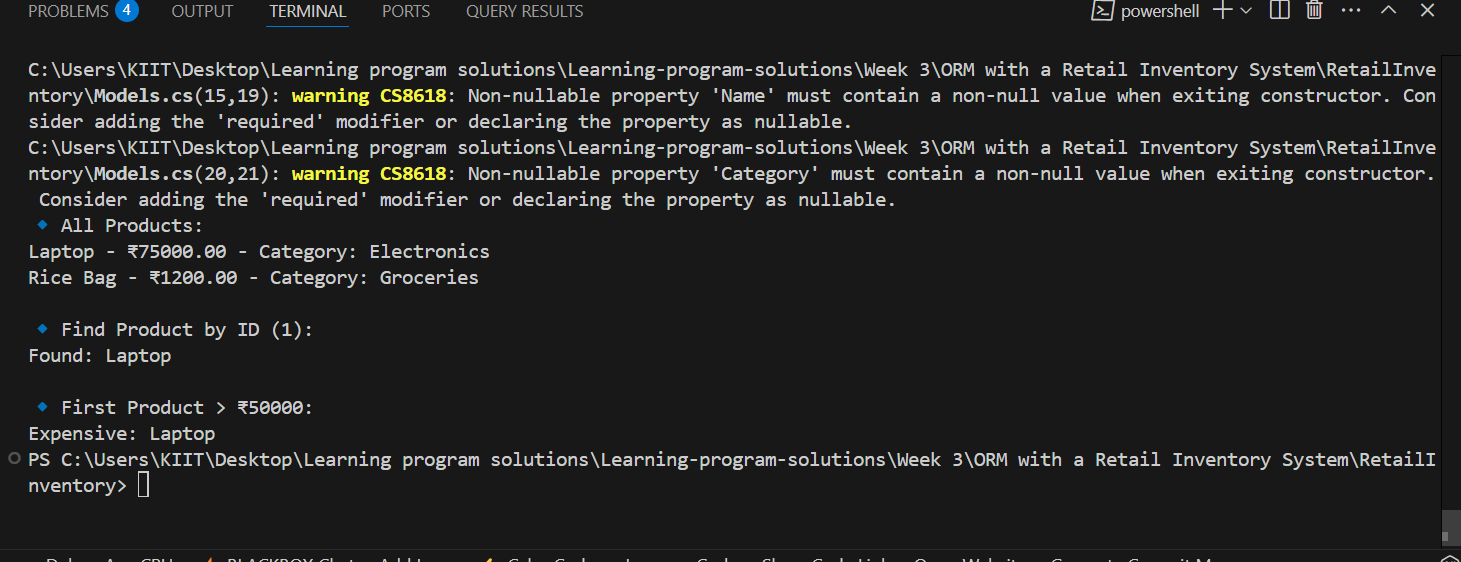 PROBLEMS 4 OUTPUT TERMINAL PORTS QUERY RESULTS powershell
C:\Users\KIIT\Desktop\Learning program solutions\Learning-program-solutions\Week 3\ORM with a Retail Inventory System\RetailInve
ntory\Models.cs(15,19): warning CS8618: Non-nullable property 'Name' must contain a non-null value when exiting constructor. Con
sider adding the 'required' modifier or declaring the property as nullable.
C:\Users\KIIT\Desktop\Learning program solutions\Learning-program-solutions\Week 3\ORM with a Retail Inventory System\RetailInve
ntory\Models.cs(20,21): warning CS8618: Non-nullable property 'Category' must contain a non-null value when exiting constructor.
Consider adding the 'required' modifier or declaring the property as nullable.
🔹 All Products:
Laptop - ₹75000.00 - Category: Electronics
Rice Bag - ₹1200.00 - Category: Groceries
🔹 Find Product by ID (1):
Found: Laptop
🔹 First Product > ₹50000:
Expensive: Laptop
PS C:\Users\KIIT\Desktop\Learning program solutions\Learning-program-solutions\Week 3\ORM with a Retail Inventory System\RetailI
nventory>